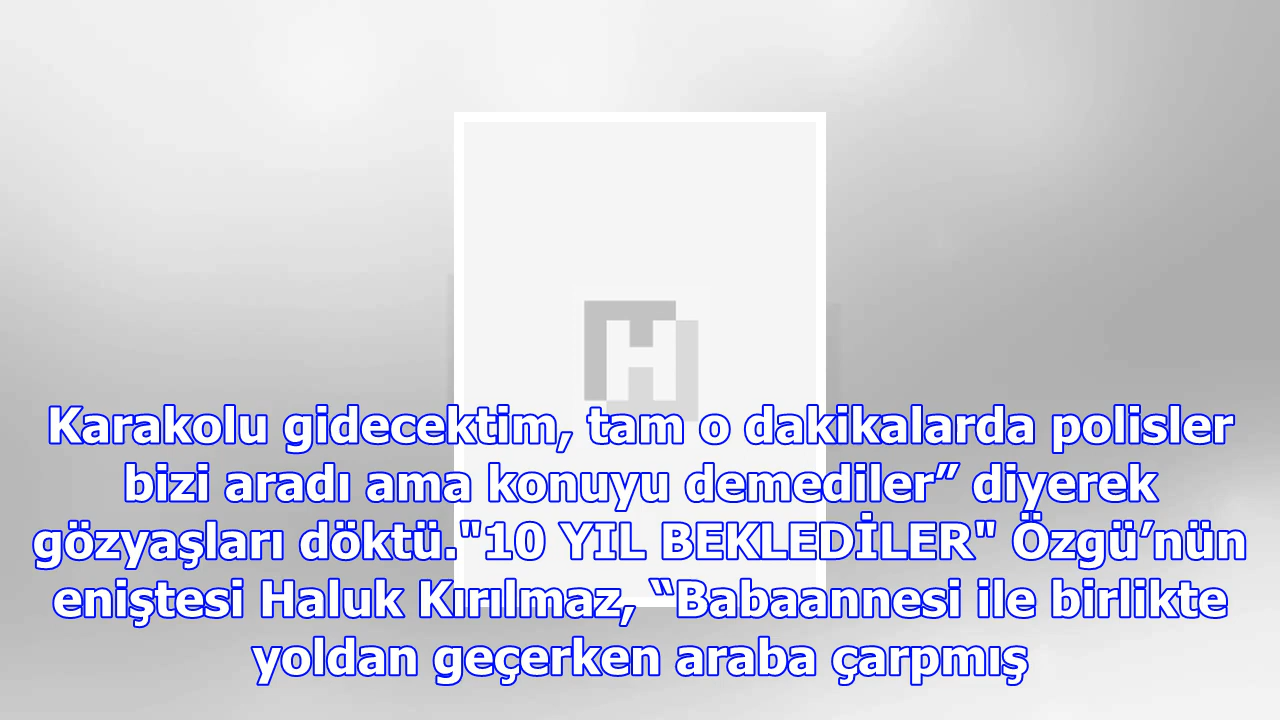 H
Karakolu gidecektim, tam o dakikalarda polisler
bizi aradı ama konuyu demediler” diyerek
gözyaşları döktü."10 YIL BEKLEDİLER" Özgü’nün
eniştesi Haluk Kırılmaz, “Babaannesi ile birlikte
yoldan geçerken araba çarpmış